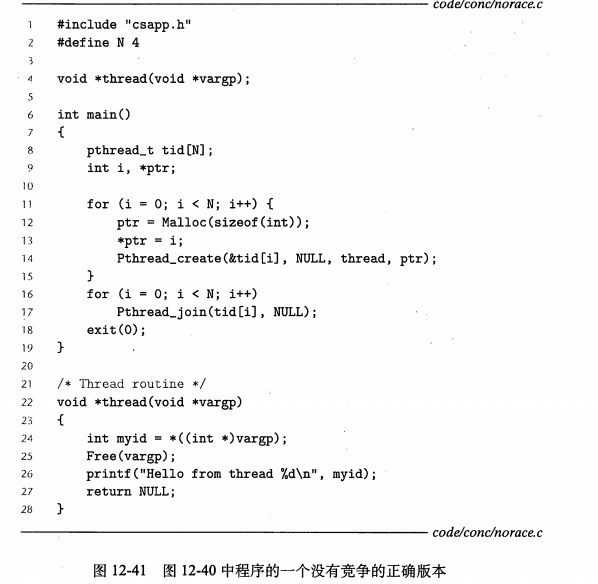 code/conc/norace.c
1 #include "csapp.h"
2 #define N 4
3
4 void *thread(void *vargp);
5
6 int main()
7 {
8     pthread_t tid[N];
9     int i, *ptr;
10
11     for (i = 0; i < N; i++) {
12         ptr = Malloc(sizeof(int));
13         *ptr = i;
14         Pthread_create(&tid[i], NULL, thread, ptr);
15     }
16     for (i = 0; i < N; i++)
17         Pthread_join(tid[i], NULL);
18     exit(0);
19 }
20
21 /* Thread routine */
22 void *thread(void *vargp)
23 {
24     int myid = *((int *)vargp);
25     Free(vargp);
26     printf("Hello from thread %d\n", myid);
27     return NULL;
28 }
code/conc/norace.c
图 12-41 图 12-40 中程序的一个没有竞争的正确版本